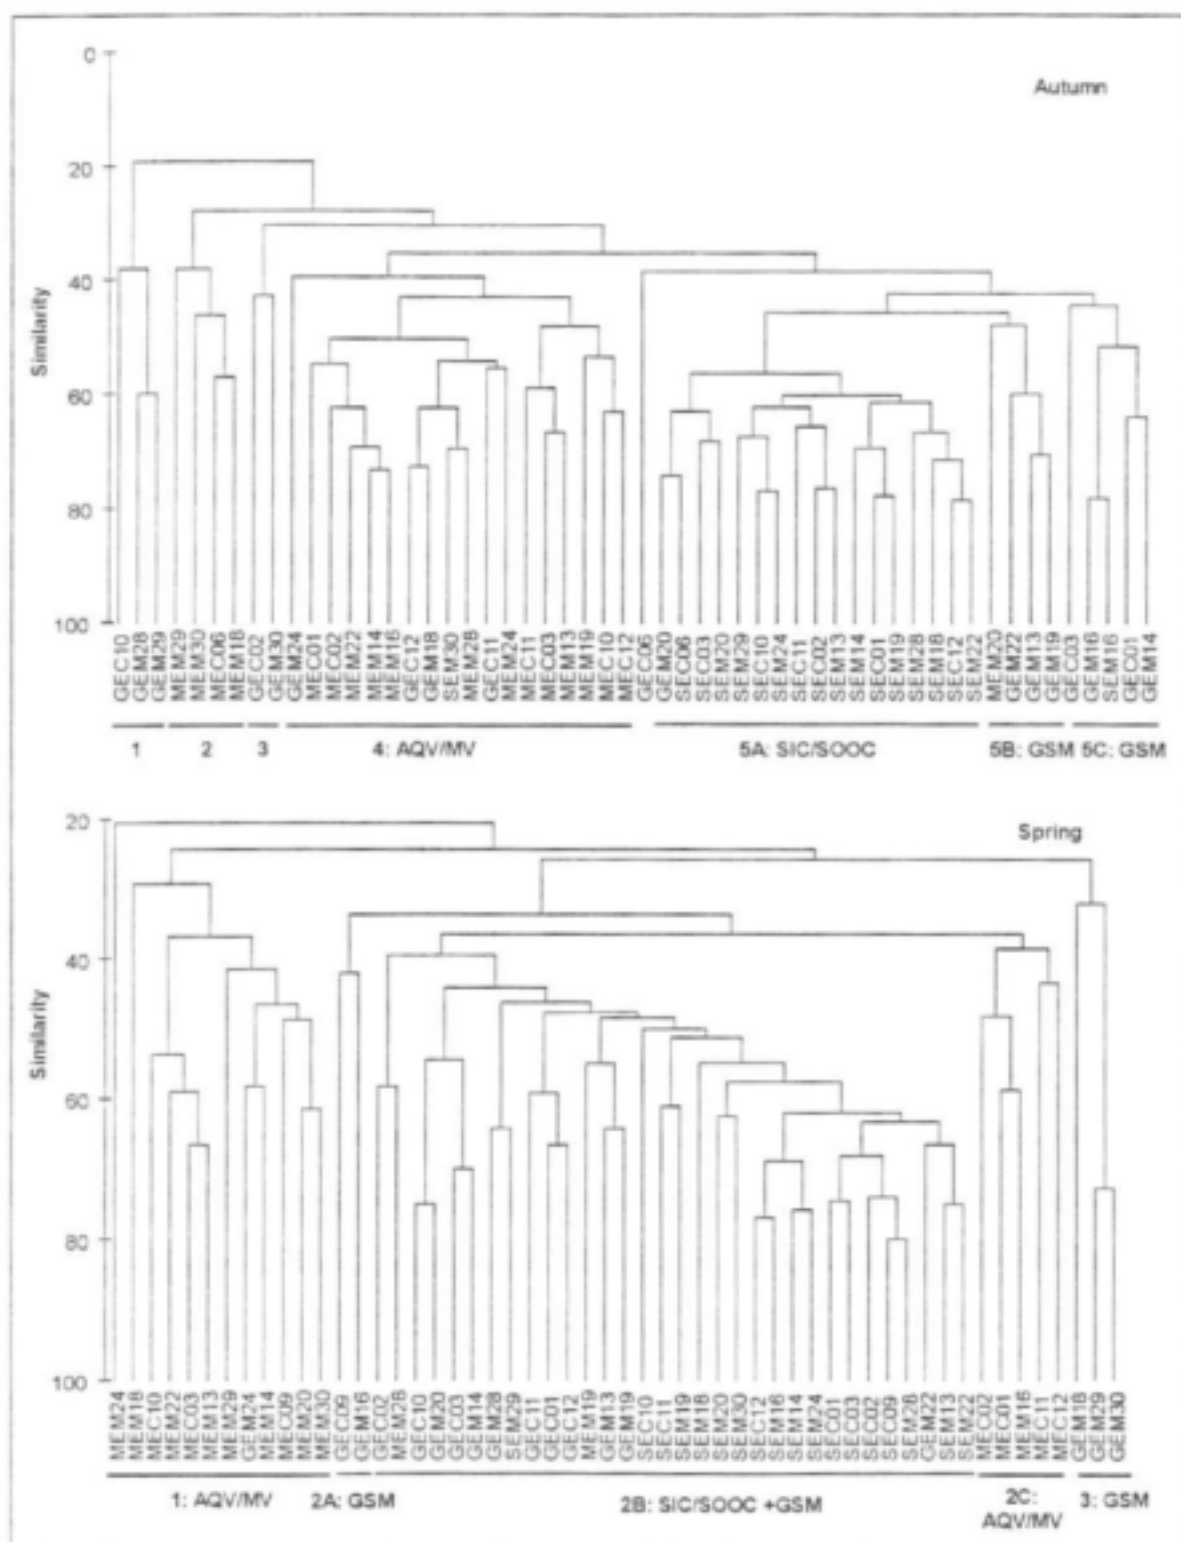 0
Autumn
20
40
Similarity
60
80
100
GEC10 GEM28 GEM29 MEM29 MEM30 MEC06 MEM18 GEC02 GEM30 GEM24 MEC01 MEC02 MEM22 MEM14 MEM16 GEC12 GEM18 SEM30 MEM28 GEC11 MEM24 MEC11 MEC03 MEM13 MEM19 MEC10 MEC12 GEC06 GEM20 SEC06 SEC03 SEM20 SEM29 SEC10 SEM24 SEC11 SEC02 SEM13 SEM14 SEC01 SEM19 SEM28 SEM18 SEC12 SEM22 MEM20 GEM22 GEM13 GEM19 GEC03 GEM16 SEM16 GEC01 GEM14
1 2 3 4: AQV/MV 5A: SIC/SOOC 5B: GSM 5C: GSM
20
Spring
40
Similarity
60
80
100
MEM24 MEM18 MEC10 MEM22 MEC03 MEM13 MEM29 GEM24 MEM14 MEC09 MEM20 MEM30 GEC09 GEM16 GEC02 MEM28 GEC10 GEM20 GEC03 GEM14 GEM28 SEM29 GEC11 GEC01 GEC12 MEM19 GEM13 GEM19 SEC10 SEC11 SEM19 SEM18 SEM20 SEM30 SEC12 SEM16 SEM14 SEM24 SEC01 SEC03 SEC02 SEC09 SEM28 GEM22 SEM13 SEM22 MEC02 MEC01 MEM16 MEC11 MEC12 GEM18 GEM29 GEM30
1: AQV/MV 2A: GSM 2B: SIC/SOOC +GSM 2C: 3: GSM
AQV/MV